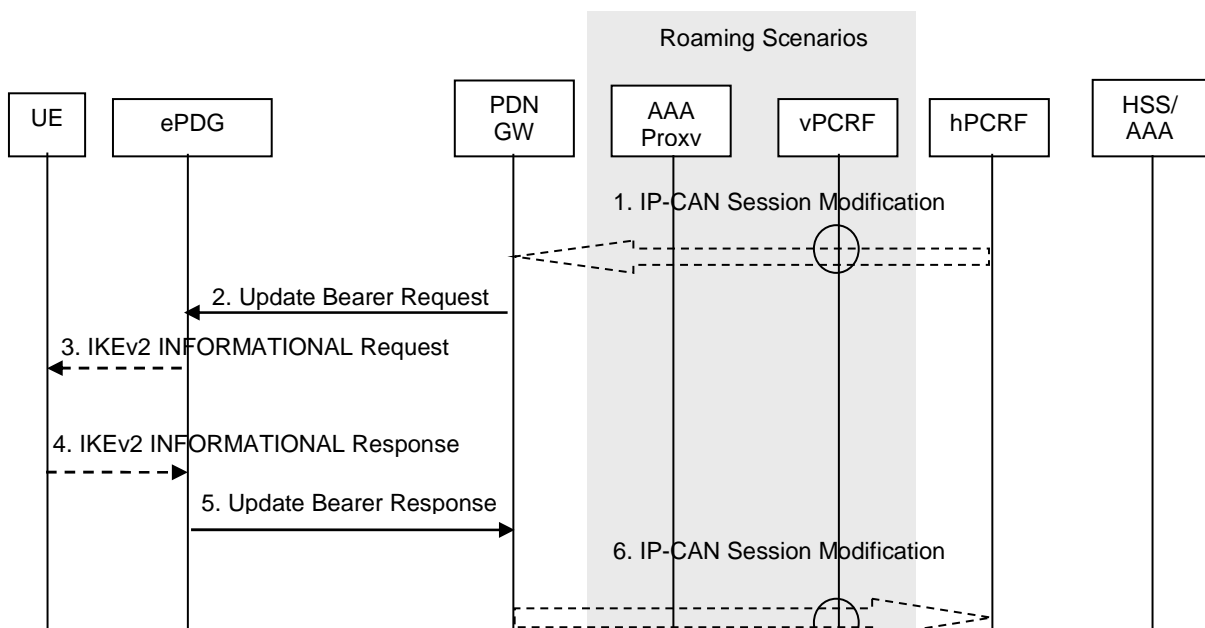 Roaming Scenarios
UE
ePDG
PDN
GW
AAA
Proxv
vPCRF
hPCRF
HSS/
AAA
1. IP-CAN Session Modification
2. Update Bearer Request
3. IKEv2 INFORMATIONAL Request
4. IKEv2 INFORMATIONAL Response
5. Update Bearer Response
6. IP-CAN Session Modification